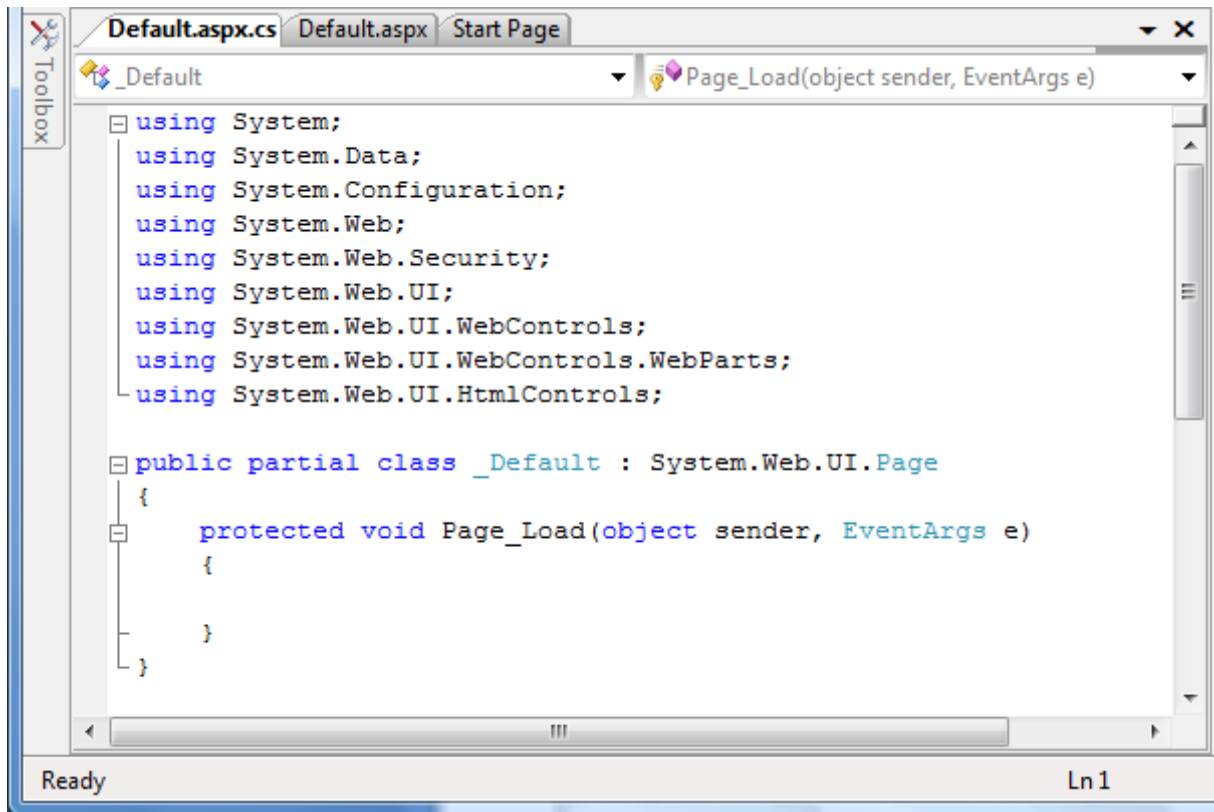 Default.aspx.cs Default.aspx Start Page
Toolbox
_Default Page_Load(object sender, EventArgs e)
using System;
using System.Data;
using System.Configuration;
using System.Web;
using System.Web.Security;
using System.Web.UI;
using System.Web.UI.WebControls;
using System.Web.UI.WebControls.WebParts;
using System.Web.UI.HtmlControls;
public partial class _Default : System.Web.UI.Page
{
protected void Page_Load(object sender, EventArgs e)
{
}
}
Ready Ln 1